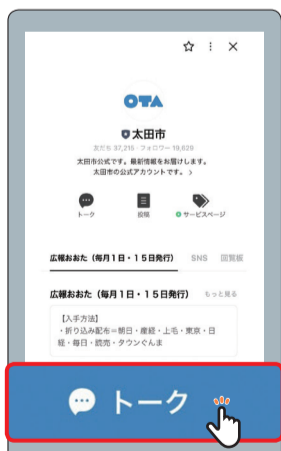 OTA
太田市
友だち 37,215・フォロワー 19,629
太田市公式です。最新情報をお届けします。
太田市の公式アカウントです。 >
トーク
投稿
サービスページ
広報おおた（毎月1日・15日発行）
SNS
回覧板
広報おおた（毎月1日・15日発行）
もっと見る
【入手方法】
・折り込み配布＝朝日・産経・上毛・東京・日
経・毎日・読売・タウンぐんま
トーク